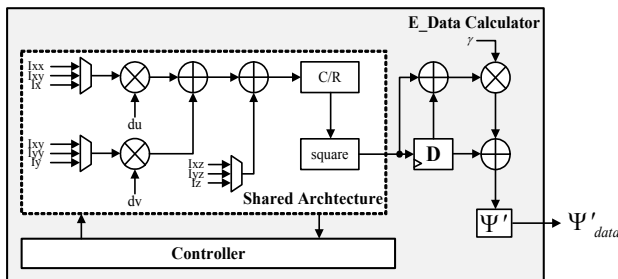 E_Data Calculator
γ
Ixx
Ixy
Ix
C/R
du
Ixy
Iyy
Iy
Ixz
Iyz
Iz
square
D
dv
Shared Archtecture
Ψ'
Ψ'data
Controller